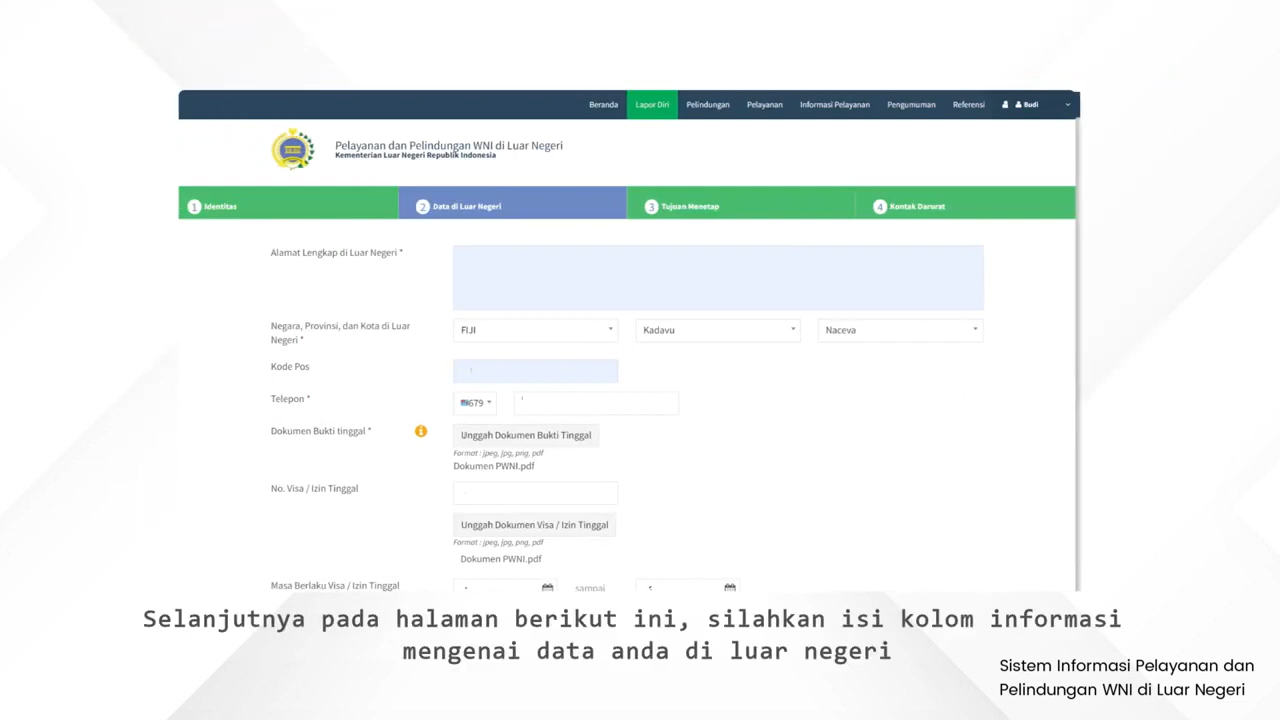 Beranda Lapor Diri Pelindungan Pelayanan Informasi Pelayanan Pengumuman Referensi Budi
Pelayanan dan Pelindungan WNI di Luar Negeri
Kementerian Luar Negeri Republik Indonesia
1 Identitas 2 Data di Luar Negeri 3 Tujuan Menetap 4 Kontak Darurat
Alamat Lengkap di Luar Negeri *
Negara, Provinsi, dan Kota di Luar
Negeri *
FIJI Kadavu Naceva
Kode Pos
Telepon * 679
Dokumen Bukti tinggal * Unggah Dokumen Bukti Tinggal
Format : jpeg, jpg, png, pdf
Dokumen PWNI.pdf
No. Visa / Izin Tinggal
Unggah Dokumen Visa / Izin Tinggal
Format : jpeg, jpg, png, pdf
Dokumen PWNI.pdf
Masa Berlaku Visa / Izin Tinggal sampai
Selanjutnya pada halaman berikut ini, silahkan isi kolom informasi
mengenai data anda di luar negeri
Sistem Informasi Pelayanan dan
Pelindungan WNI di Luar Negeri